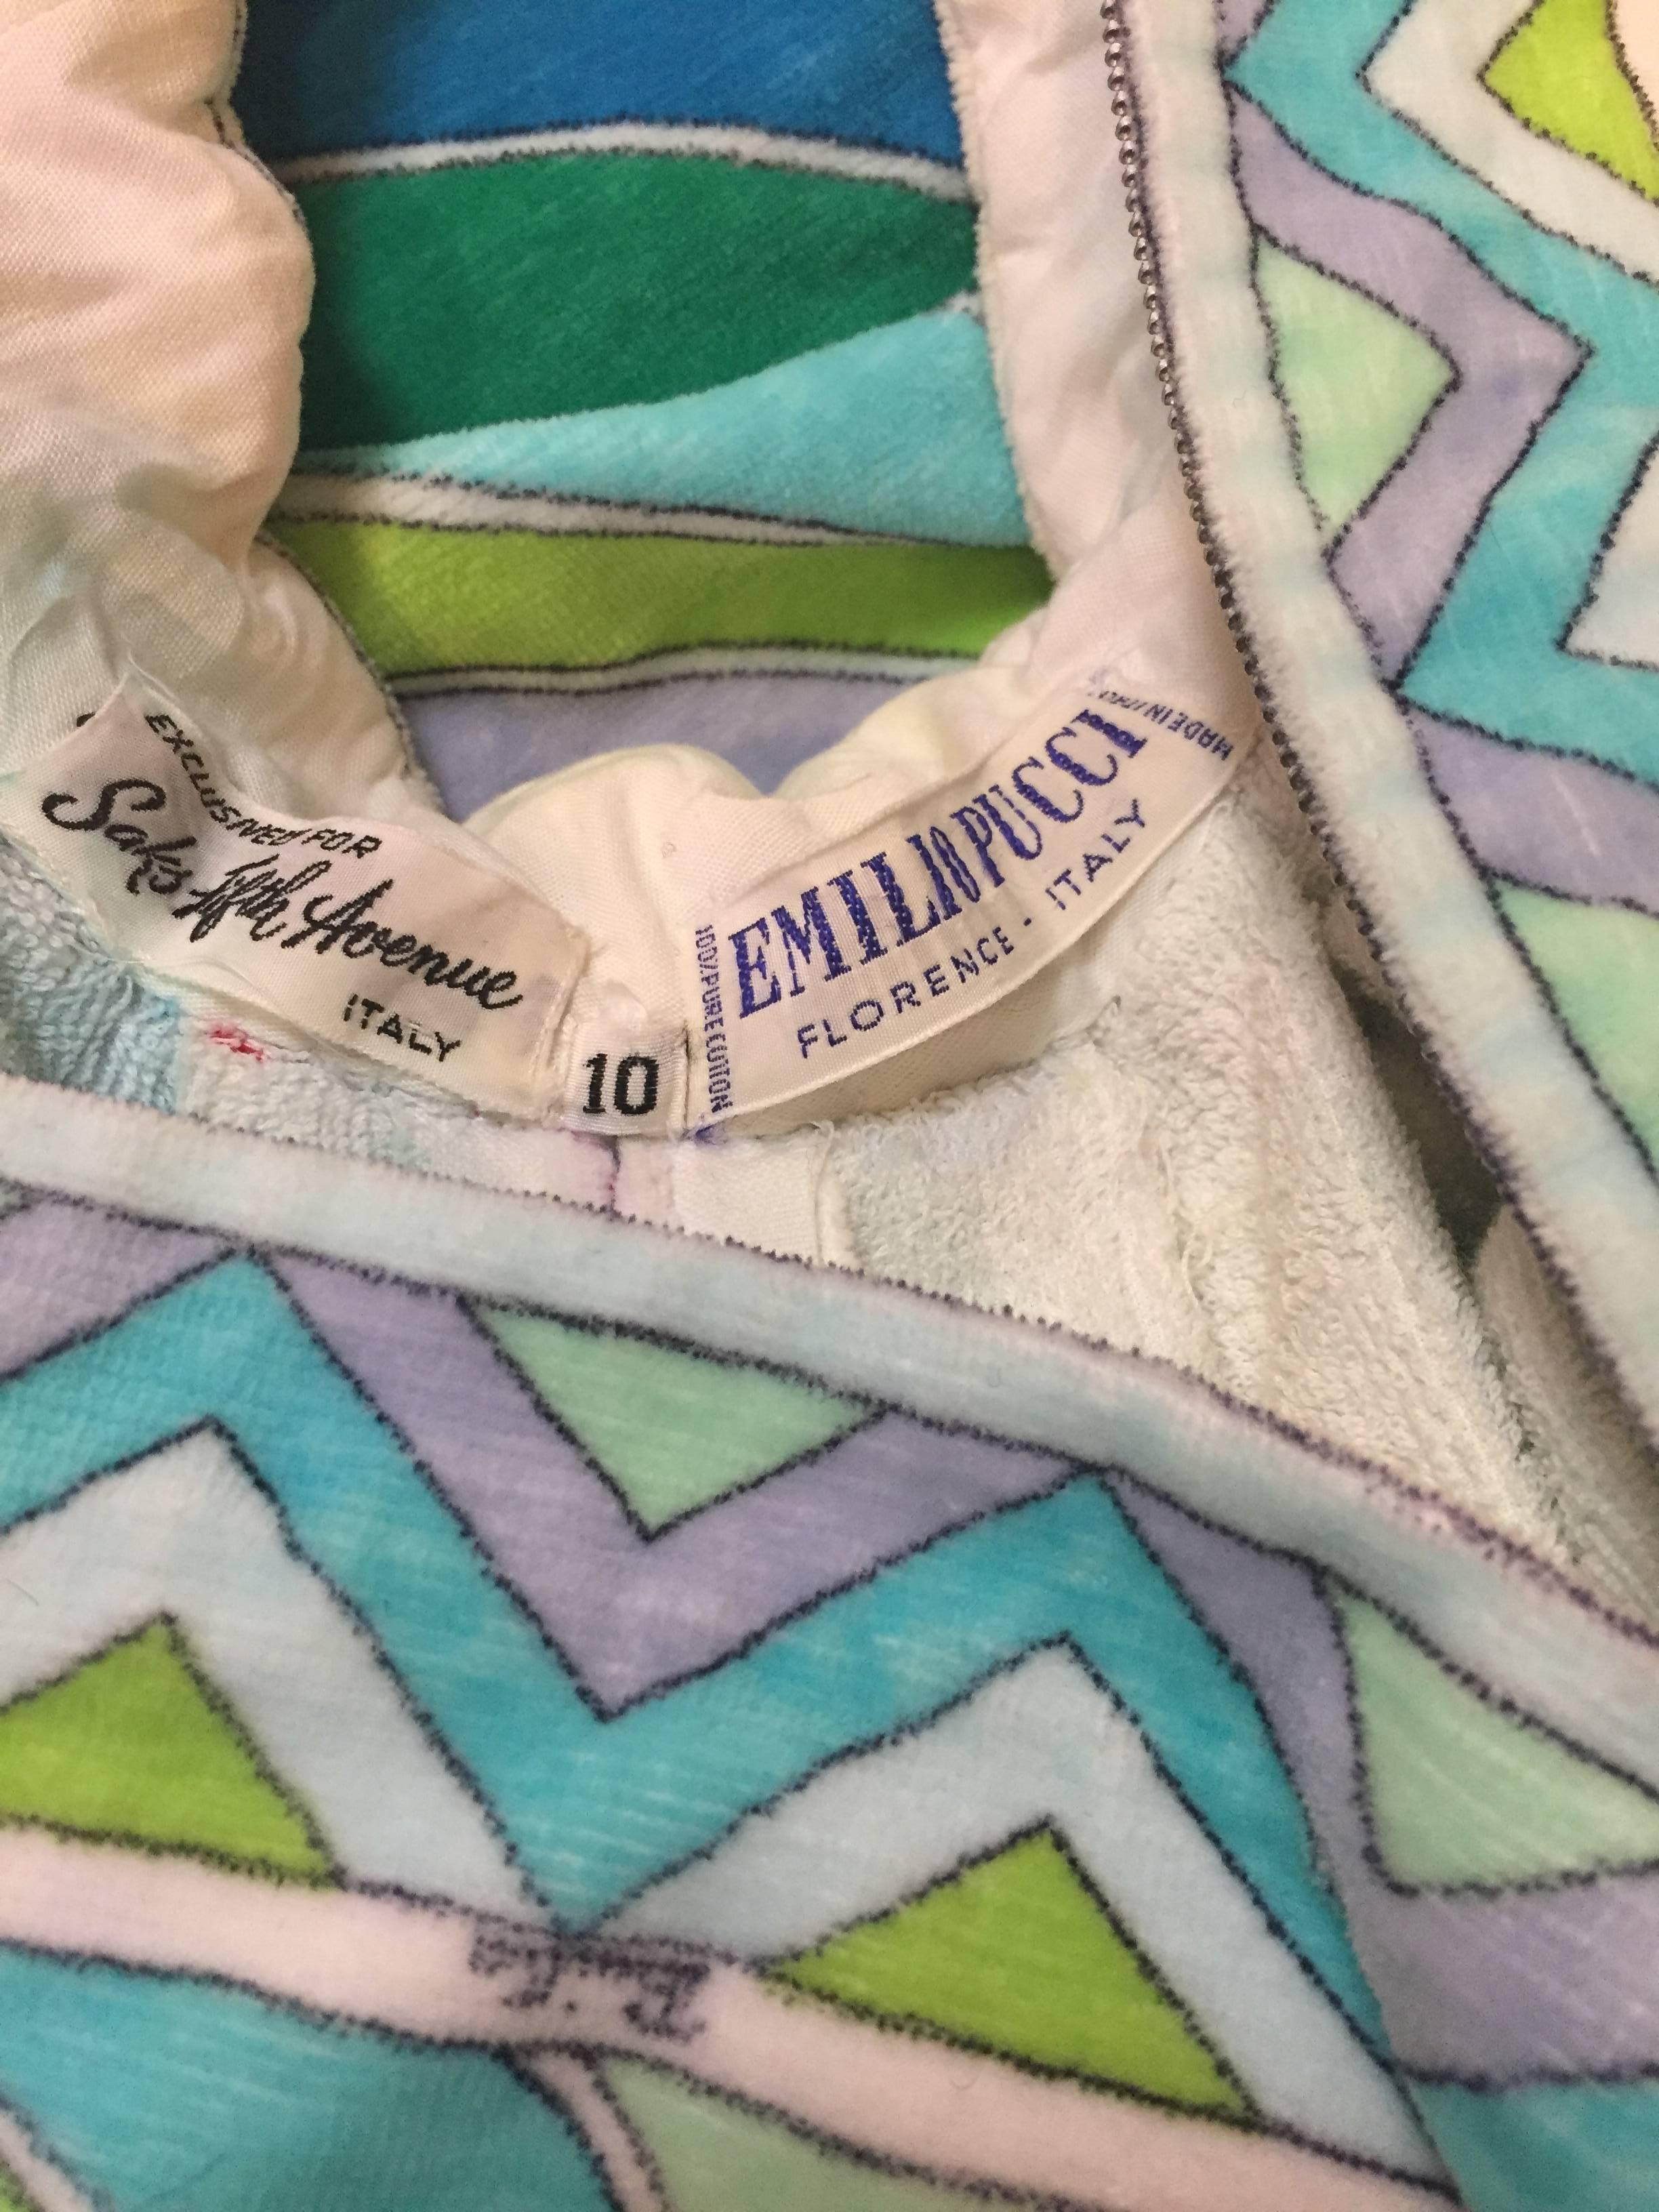 EXCLUSIVELY FOR
Saks Fifth Avenue
ITALY
10
100% PURE COTTON
EMILIO PUCCI
FLORENCE - ITALY
MADE IN ITALY